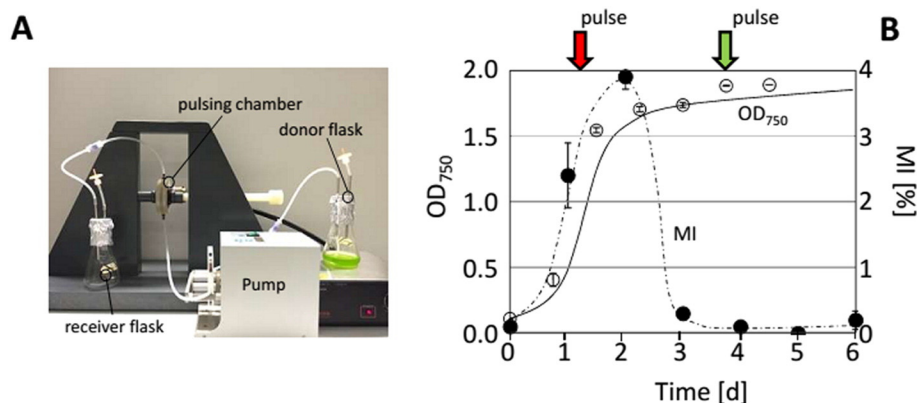 A
pulsing chamber
donor flask
Pump
receiver flask
B
pulse
pulse
2.0
1.5
1.0
0.5
0.0
OD750
4
3
2
1
0
MI [%]
OD750
MI
0 1 2 3 4 5 6
Time [d]